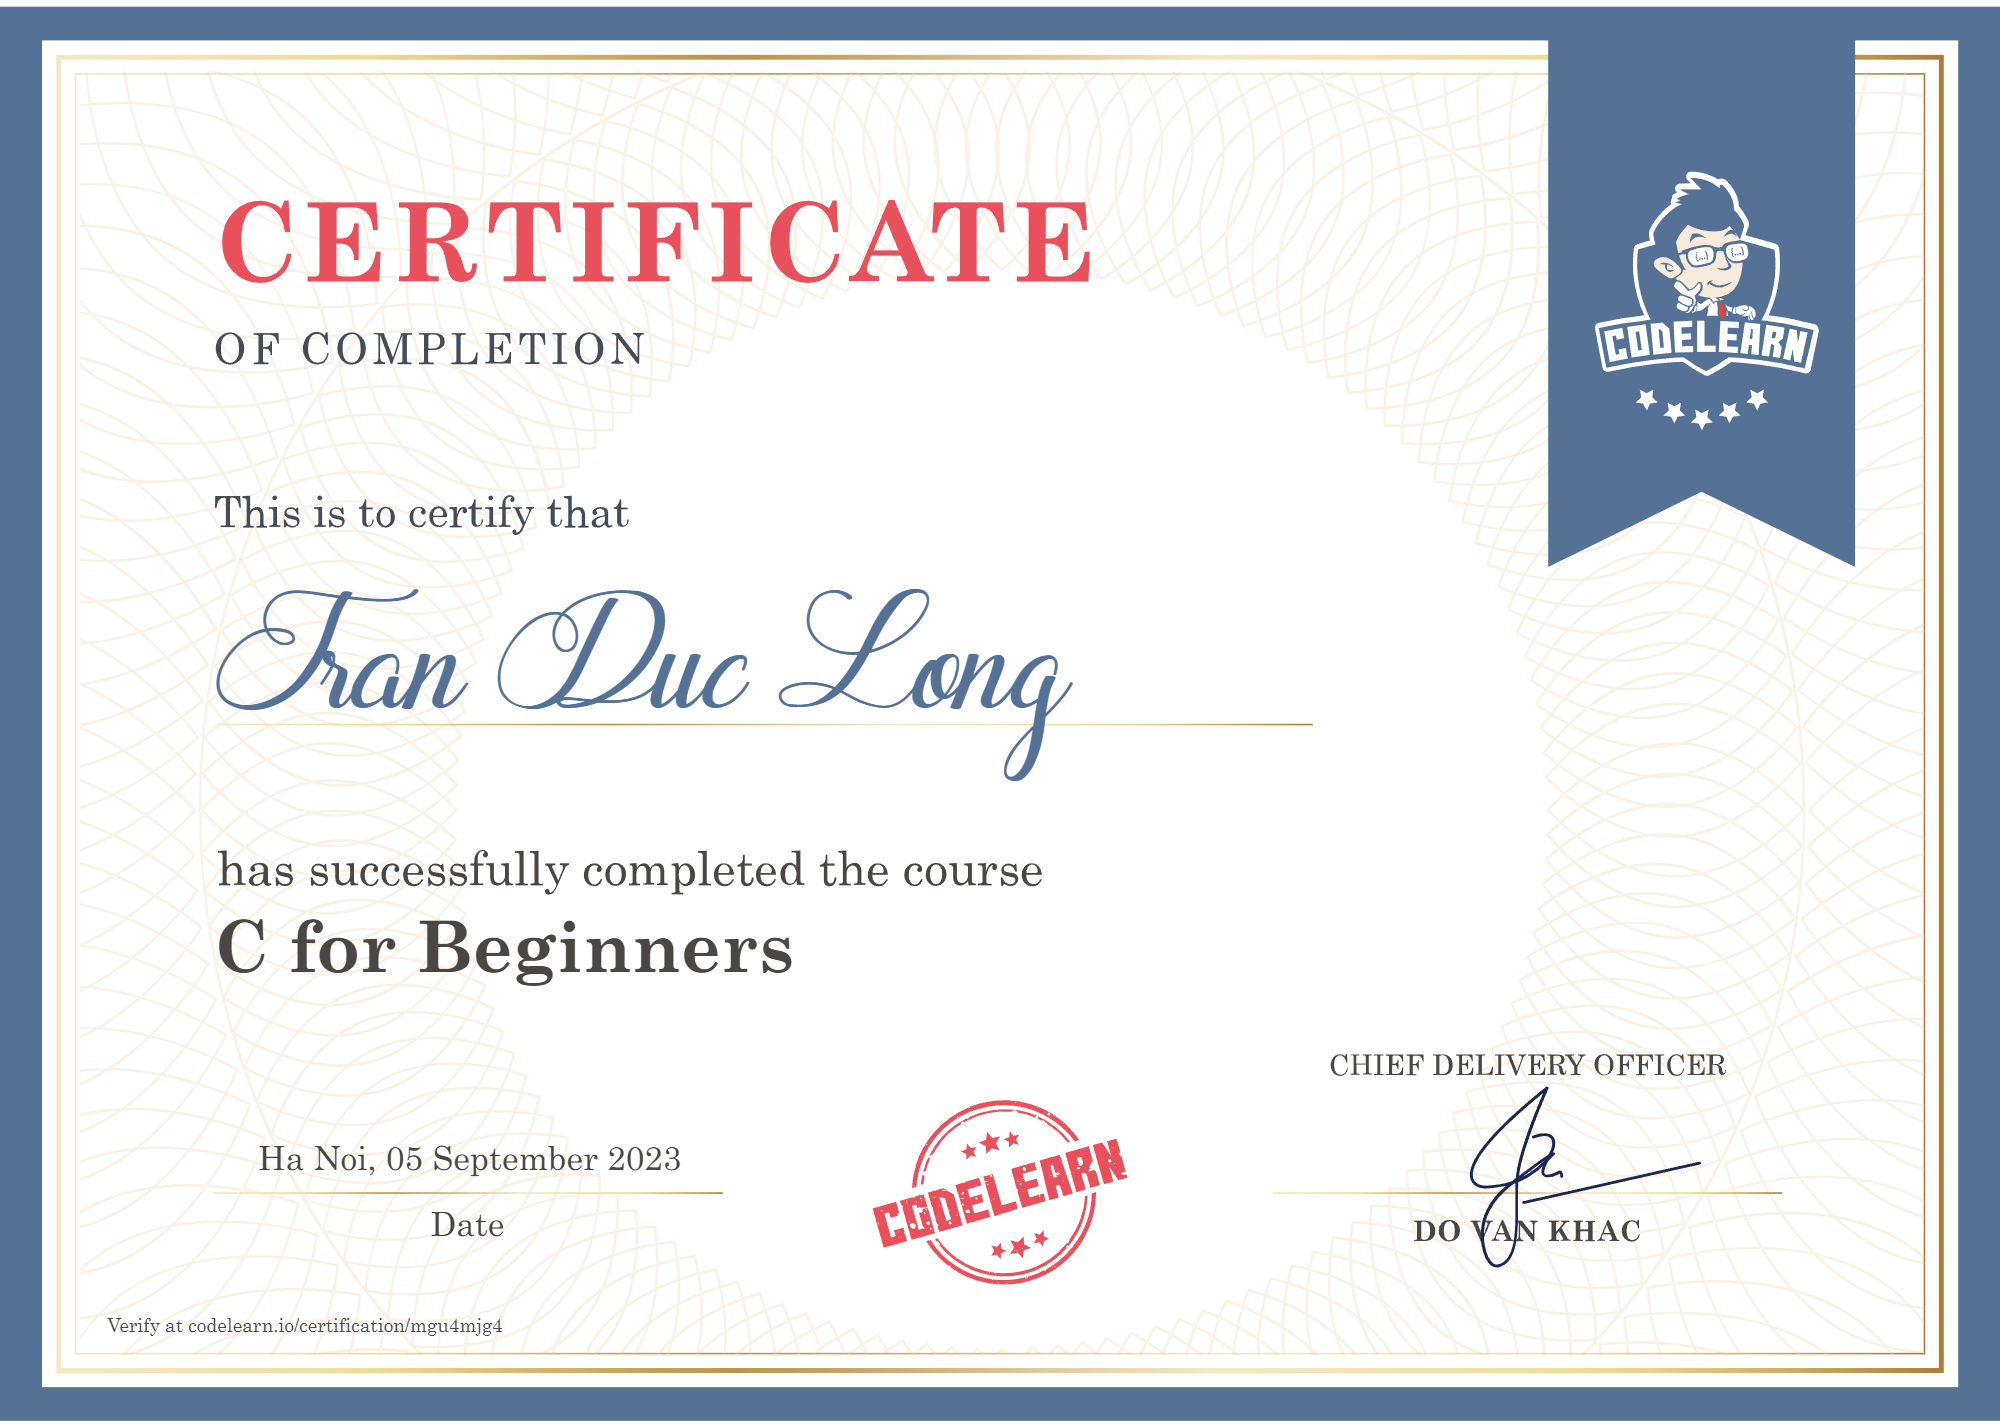 CERTIFICATE
OF COMPLETION
CODELEARN
This is to certify that
Tran Duc Long
has successfully completed the course
C for Beginners
CHIEF DELIVERY OFFICER
Ha Noi, 05 September 2023
Date
CODELEARN
DO VAN KHAC
Verify at codelearn.io/certification/mgu4mjg4